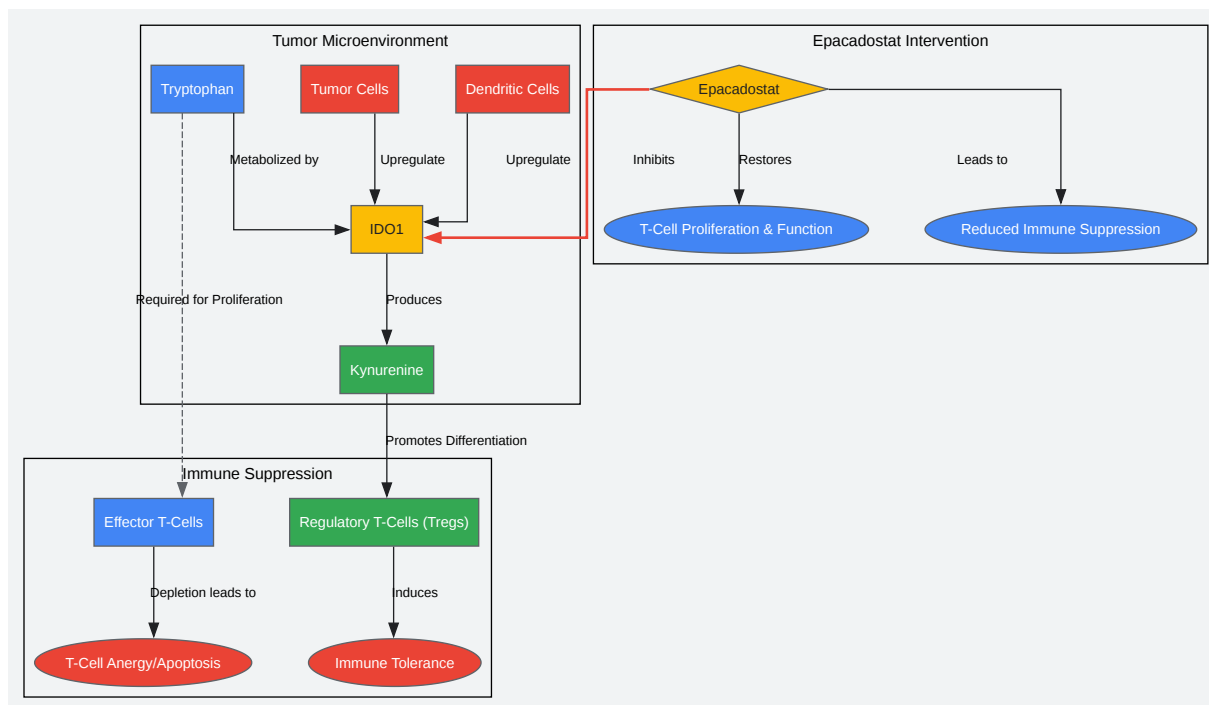 Tumor Microenvironment
Epacadostat Intervention
Tryptophan
Tumor Cells
Dendritic Cells
Epacadostat
Metabolized by
Upregulate
Upregulate
Inhibits
Restores
Leads to
IDO1
T-Cell Proliferation & Function
Reduced Immune Suppression
Required for Proliferation
Produces
Kynurenine
Promotes Differentiation
Immune Suppression
Effector T-Cells
Regulatory T-Cells (Tregs)
Depletion leads to
Induces
T-Cell Anergy/Apoptosis
Immune Tolerance